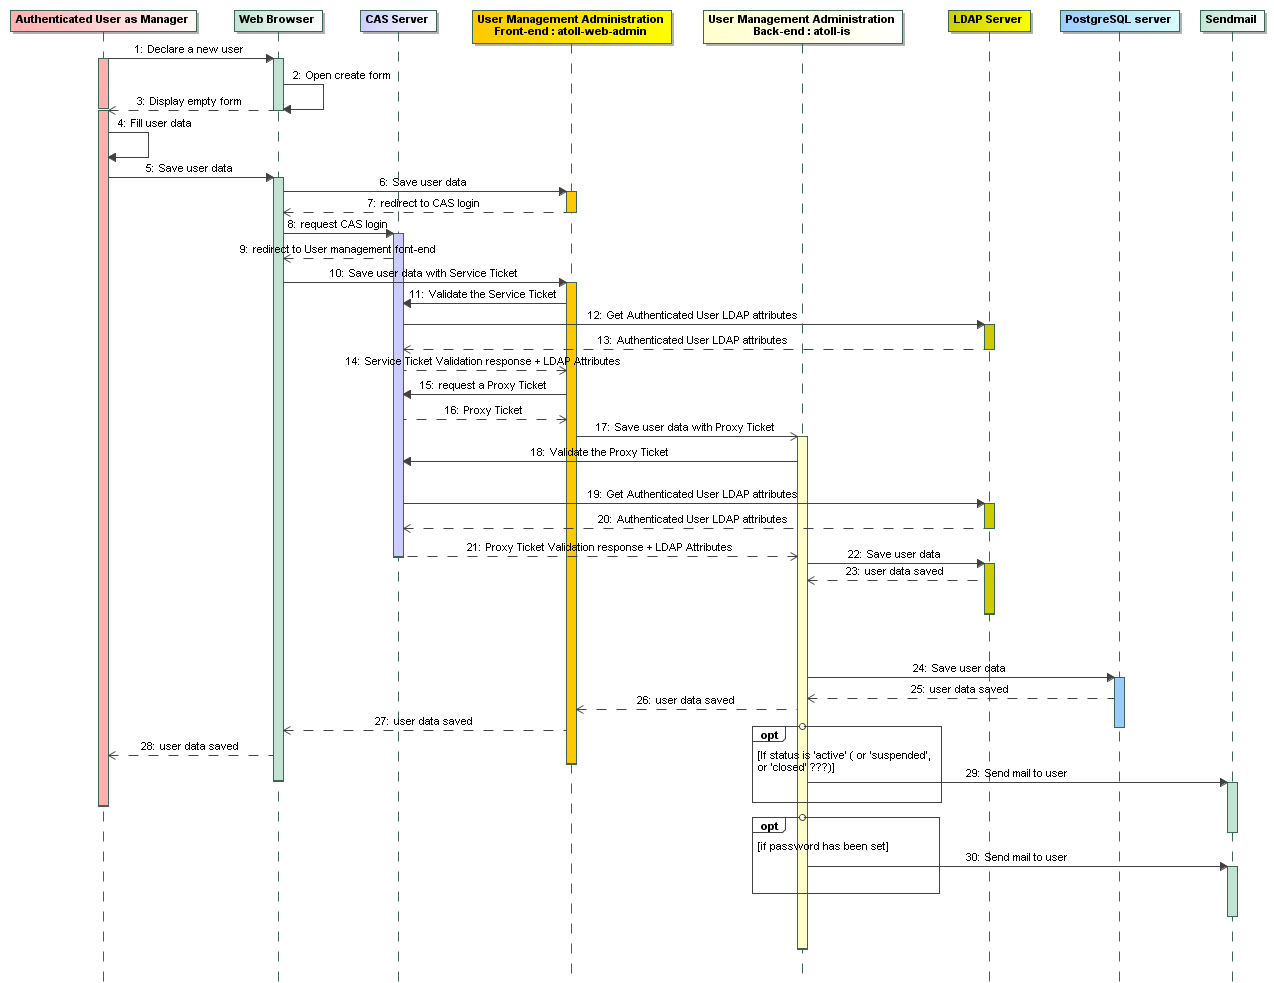 Authenticated User as Manager
Web Browser
CAS Server
User Management Administration
Front-end : atoll-web-admin
User Management Administration
Back-end : atoll-is
LDAP Server
PostgreSQL server
Sendmail
1: Declare a new user
2: Open create form
3: Display empty form
4: Fill user data
5: Save user data
6: Save user data
7: redirect to CAS login
8: request CAS login
9: redirect to User management font-end
10: Save user data with Service Ticket
11: Validate the Service Ticket
12: Get Authenticated User LDAP attributes
13: Authenticated User LDAP attributes
14: Service Ticket Validation response + LDAP Attributes
15: request a Proxy Ticket
16: Proxy Ticket
17: Save user data with Proxy Ticket
18: Validate the Proxy Ticket
19: Get Authenticated User LDAP attributes
20: Authenticated User LDAP attributes
21: Proxy Ticket Validation response + LDAP Attributes
22: Save user data
23: user data saved
24: Save user data
25: user data saved
26: user data saved
27: user data saved
28: user data saved
opt
[If status is 'active' ( or 'suspended',
or 'closed' ???)]
29: Send mail to user
opt
[if password has been set]
30: Send mail to user